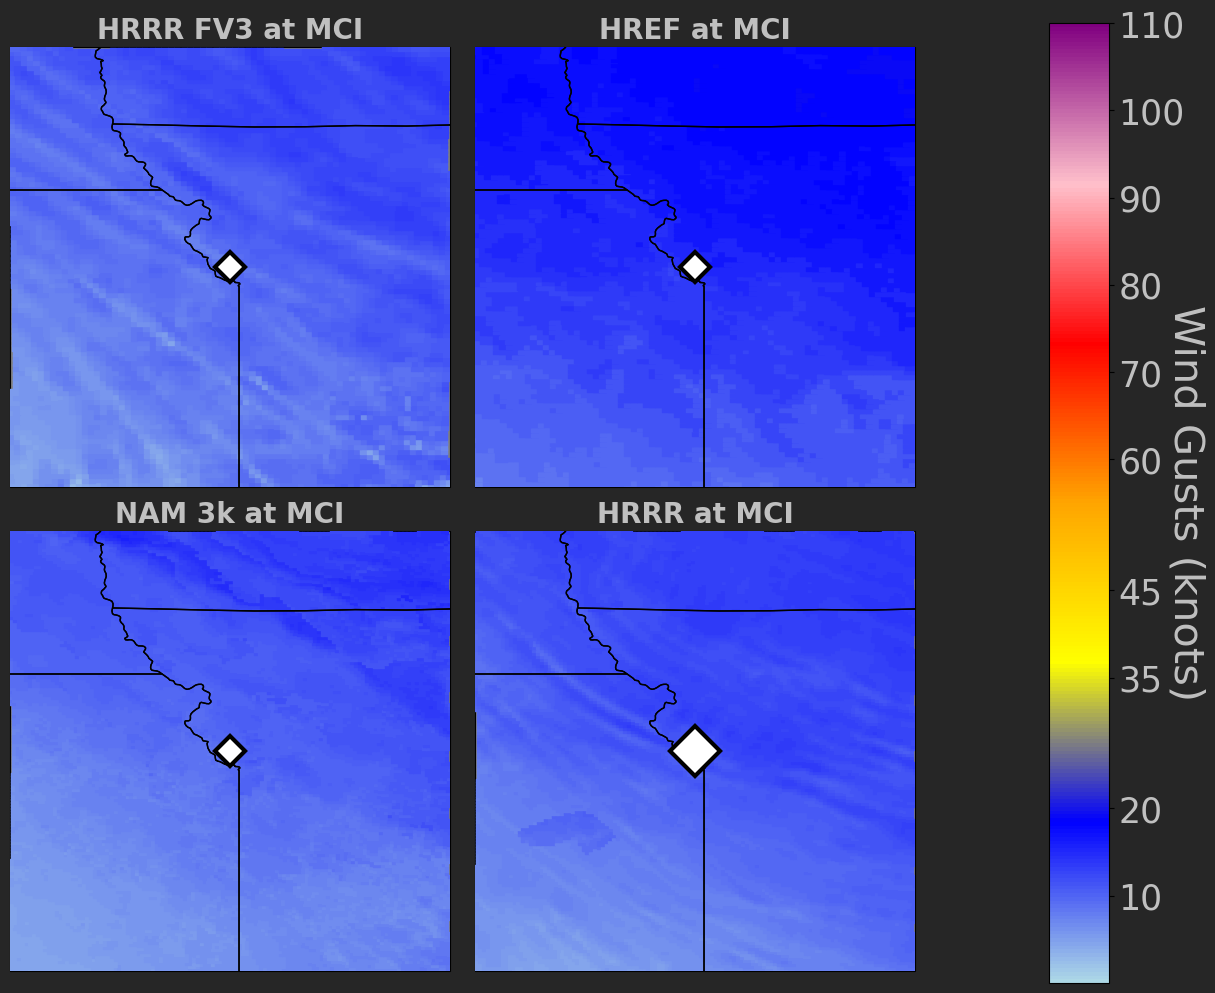 HRRR FV3 at MCI
HREF at MCI
NAM 3k at MCI
HRRR at MCI
110
100
90
80
70
60
45
35
20
10
Wind Gusts (knots)